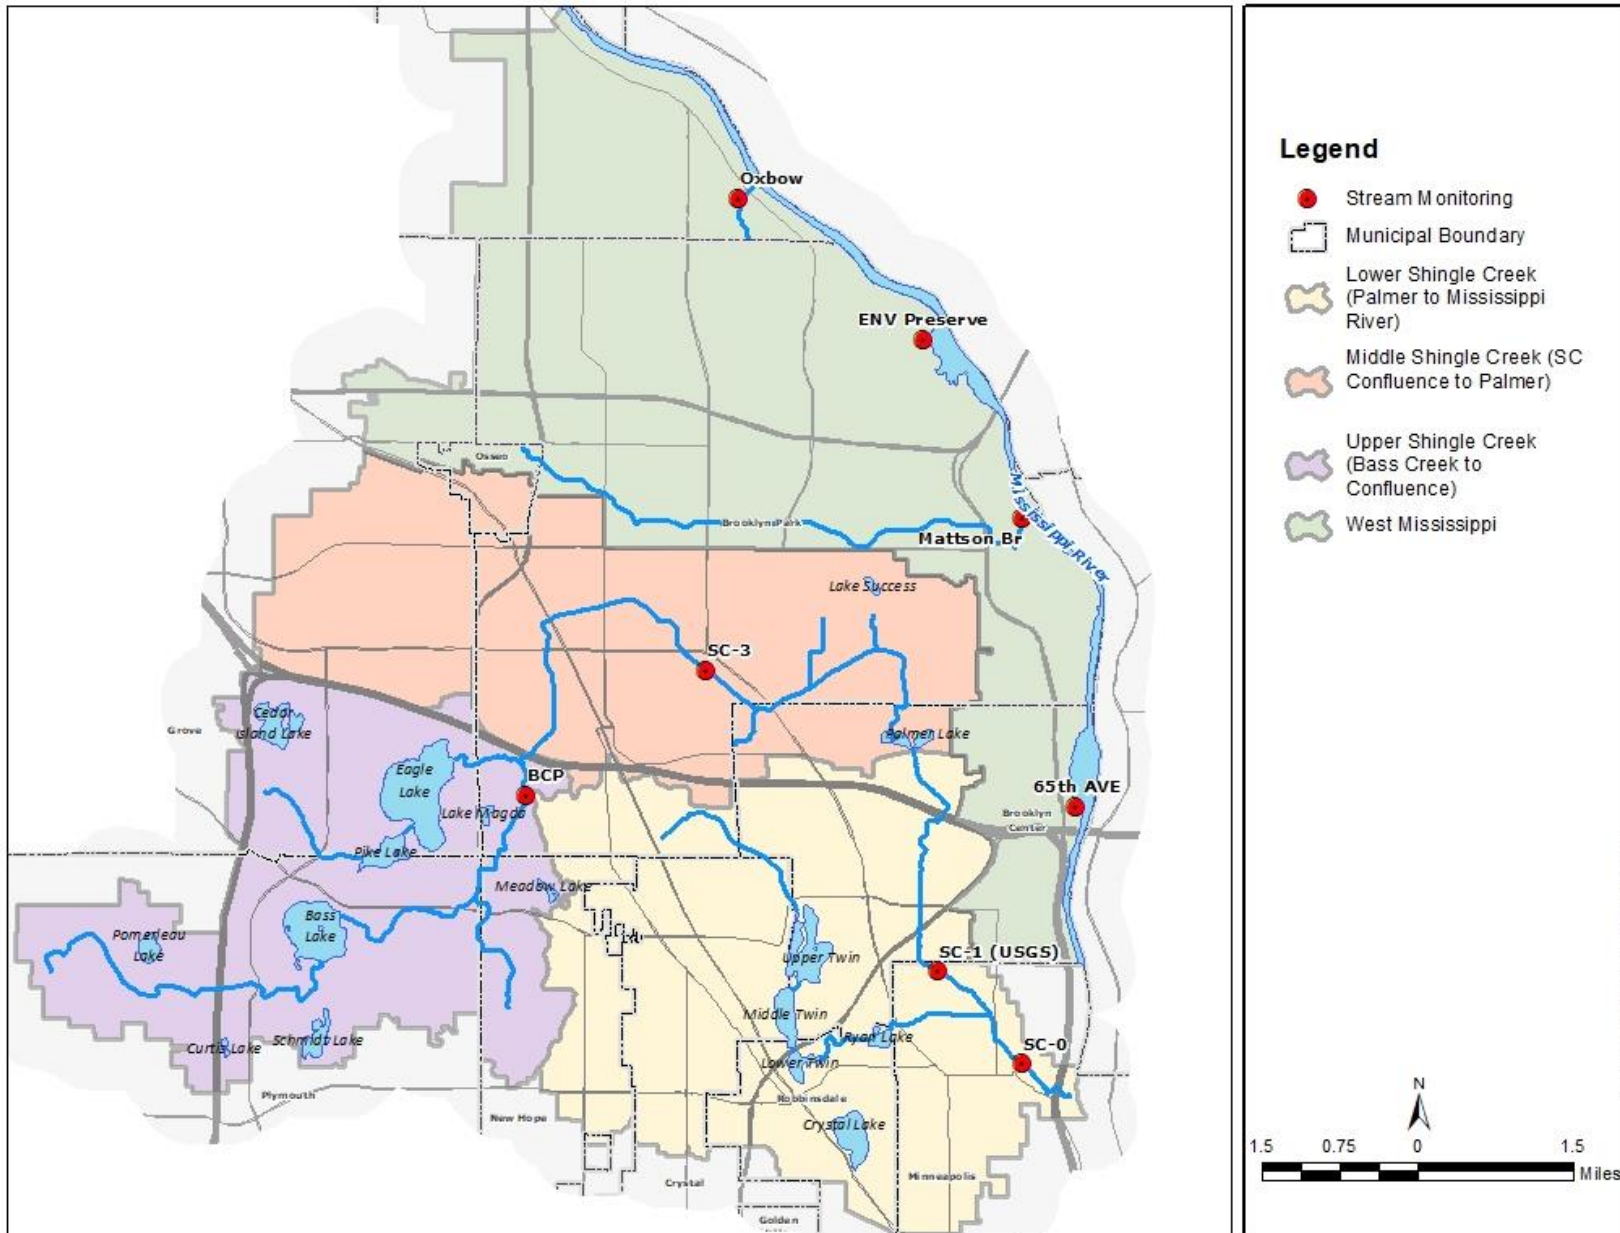 Oxbow
ENV Preserve
Osseo
Mississippi River
BrooklynPark
Mattson Br
Lake Success
SC-3
Cedar
Island Lake
Grove
Palmer Lake
Eagle
Lake
BCP
65th AVE
Lake Magda
Brooklyn
Center
Pike Lake
Meadow Lake
Bass
Lake
Pomerleau
Lake
SC-1 (USGS)
Upper Twin
Middle Twin
Ryan Lake
Curtis Lake
Schmidt Lake
Lower Twin
SC-0
Plymouth
Robbinsdale
New Hope
Crystal Lake
Minneapolis
Crystal
Golden
Legend
Stream Monitoring
Municipal Boundary
Lower Shingle Creek
(Palmer to Mississippi
River)
Middle Shingle Creek (SC
Confluence to Palmer)
Upper Shingle Creek
(Bass Creek to
Confluence)
West Mississippi
N
1.5 0.75 0 1.5
Miles